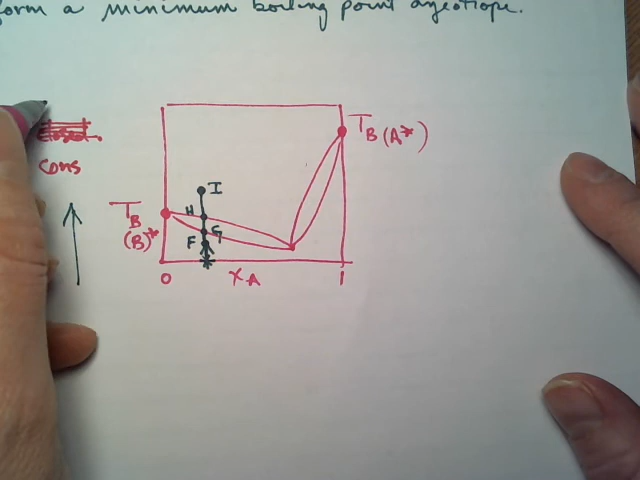 form a minimum boiling point azeotrope.
Cons
T_B (A*)
I
H
T_B
(B)*
G
F
0
x_A
1